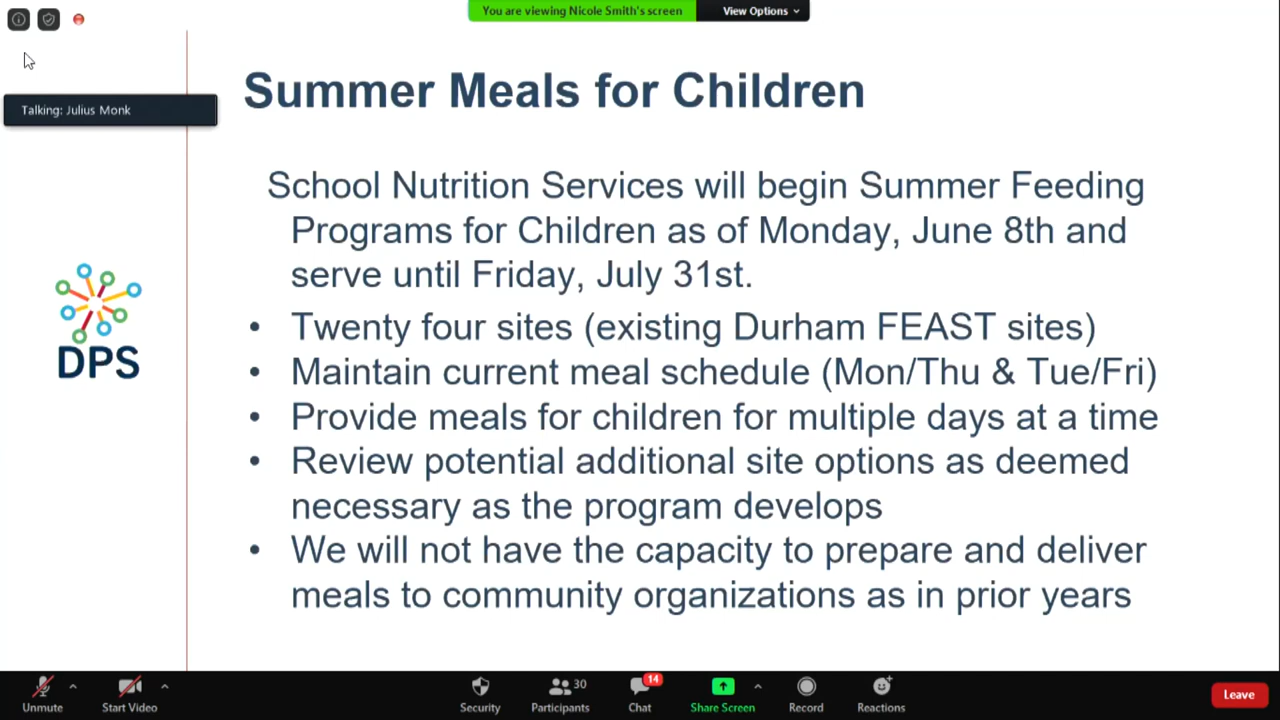 You are viewing Nicole Smith's screen
View Options
Summer Meals for Children
Talking: Julius Monk
School Nutrition Services will begin Summer Feeding
Programs for Children as of Monday, June 8th and
serve until Friday, July 31st.
• Twenty four sites (existing Durham FEAST sites)
• Maintain current meal schedule (Mon/Thu & Tue/Fri)
• Provide meals for children for multiple days at a time
• Review potential additional site options as deemed
necessary as the program develops
• We will not have the capacity to prepare and deliver
meals to community organizations as in prior years
DPS
30
14
Unmute
Start Video
Security
Participants
Chat
Share Screen
Record
Reactions
Leave